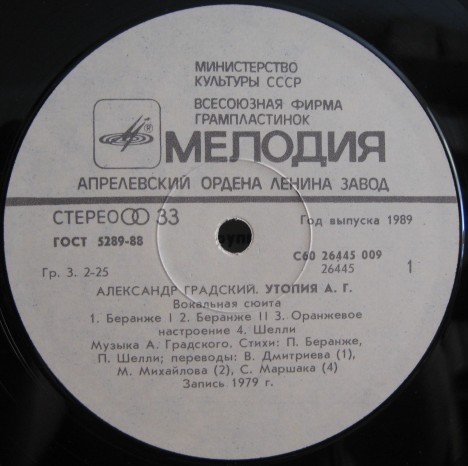 МИНИСТЕРСТВО
КУЛЬТУРЫ СССР
ВСЕСОЮЗНАЯ ФИРМА
ГРАМПЛАСТИНОК
МЕЛОДИЯ
АПРЕЛЕВСКИЙ ОРДЕНА ЛЕНИНА ЗАВОД
СТЕРЕО 33
Год выпуска 1989
ГОСТ 5289-88
С60 26445 009
Гр. 3. 2-25
26445
1
АЛЕКСАНДР ГРАДСКИЙ. УТОПИЯ А. Г.
Вокальная сюита
1. Беранже I 2. Беранже II 3. Оранжевое
настроение 4. Шелли
Музыка А. Градского. Стихи: П. Беранже,
П. Шелли; переводы: В. Дмитриева (1),
М. Михайлова (2), С. Маршака (4)
Запись 1979 г.